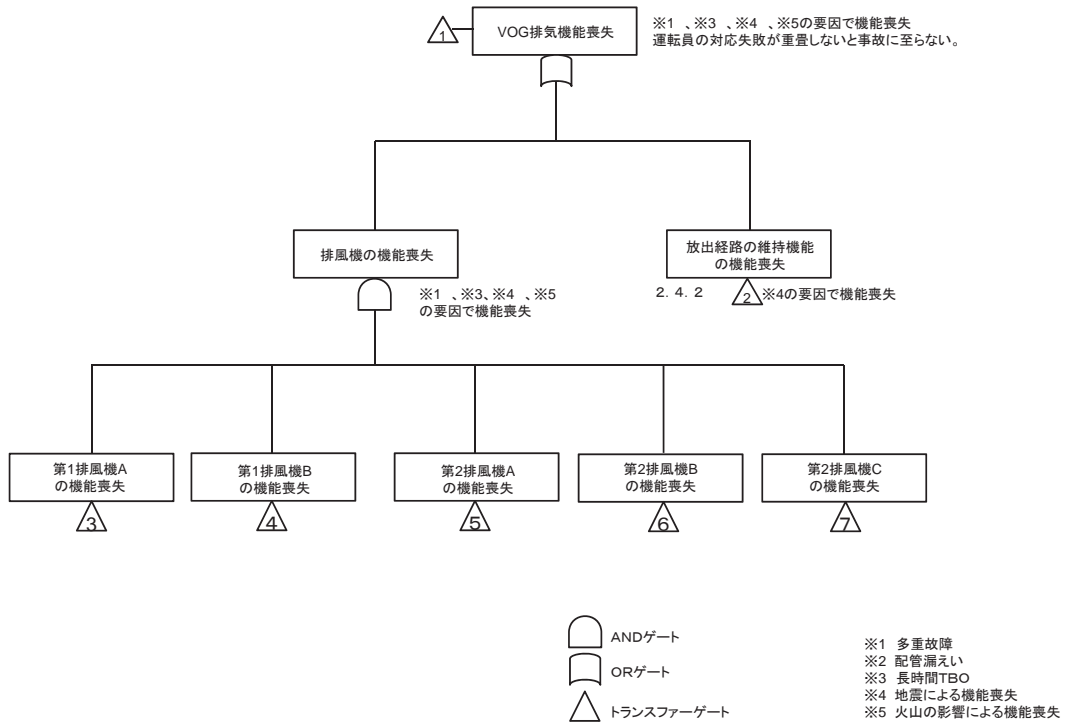 1
VOG排気機能喪失
※1 、※3 、※4 、※5の要因で機能喪失
運転員の対応失敗が重畳しないと事故に至らない。
排風機の機能喪失
※1 、※3、※4 、※5
の要因で機能喪失
放出経路の維持機能
の機能喪失
2. 4. 2
2
※4の要因で機能喪失
第1排風機A
の機能喪失
3
第1排風機B
の機能喪失
4
第2排風機A
の機能喪失
5
第2排風機B
の機能喪失
6
第2排風機C
の機能喪失
7
ANDゲート
ORゲート
トランスファーゲート
※1 多重故障
※2 配管漏えい
※3 長時間TBO
※4 地震による機能喪失
※5 火山の影響による機能喪失